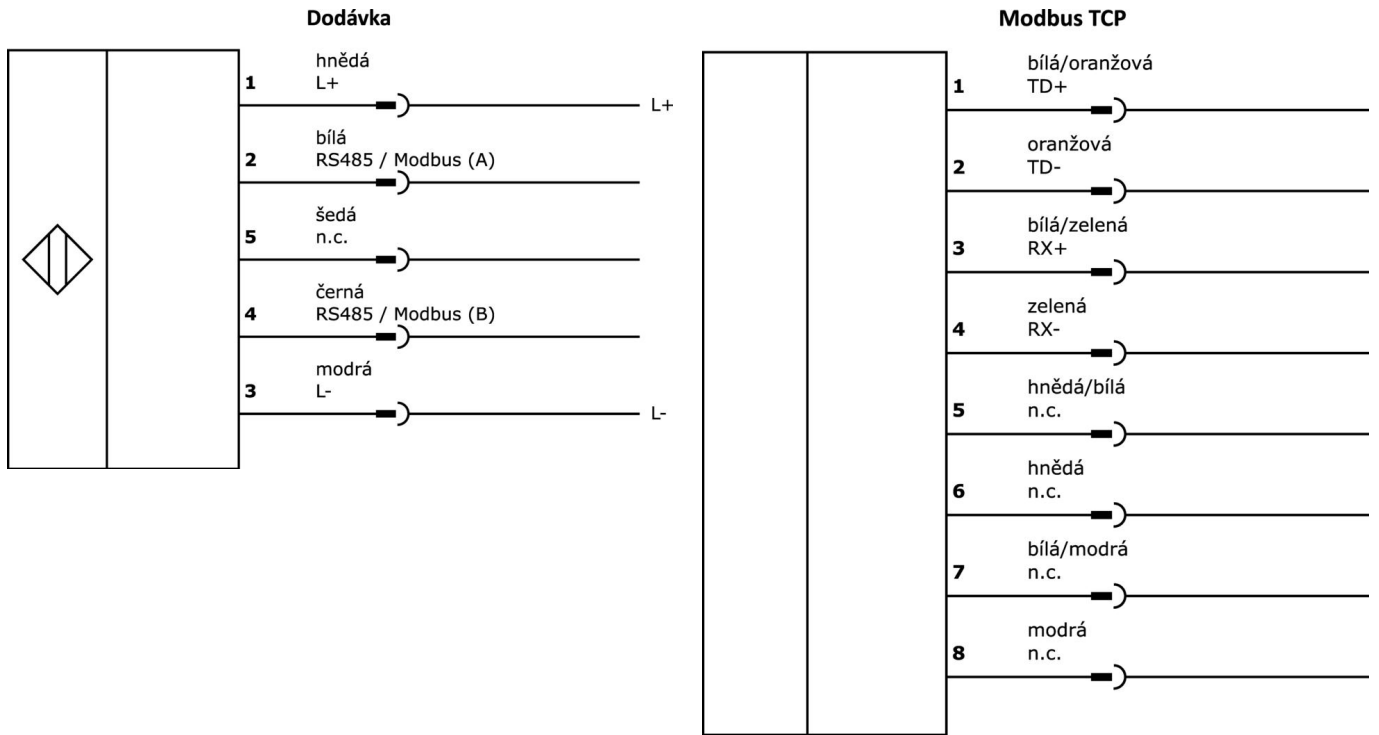 Dodávka
hnědá
1 L+
L+
bílá
2 RS485 / Modbus (A)
šedá
5 n.c.
černá
4 RS485 / Modbus (B)
modrá
3 L-
L-
Modbus TCP
bílá/oranžová
1 TD+
oranžová
2 TD-
bílá/zelená
3 RX+
zelená
4 RX-
hnědá/bílá
5 n.c.
hnědá
6 n.c.
bílá/modrá
7 n.c.
modrá
8 n.c.